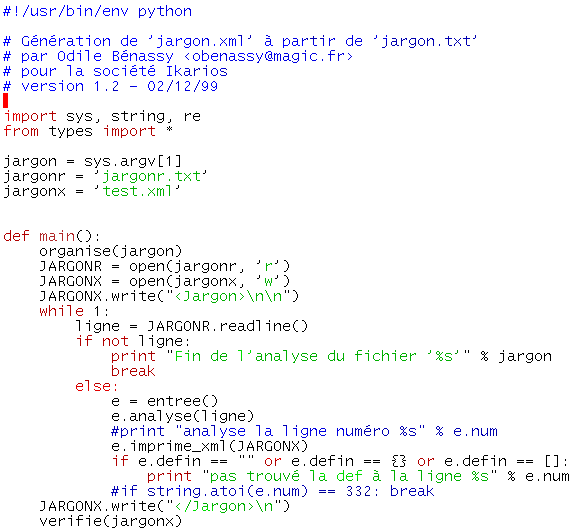 #!/usr/bin/env python
# Génération de 'jargon.xml' à partir de 'jargon.txt'
# par Odile Bénassy <obenassy@magic.fr>
# pour la société Ikarios
# version 1.2 - 02/12/99
import sys, string, re
from types import *
jargon = sys.argv[1]
jargonr = 'jargonr.txt'
jargonx = 'test.xml'
def main():
    organise(jargon)
    JARGONR = open(jargonr, 'r')
    JARGONX = open(jargonx, 'w')
    JARGONX.write("<Jargon>\n\n")
    while 1:
        ligne = JARGONR.readline()
        if not ligne:
            print "Fin de l'analyse du fichier '%s'" % jargon
            break
        else:
            e = entree()
            e.analyse(ligne)
            #print "analyse la ligne numéro %s" % e.num
            e.imprime_xml(JARGONX)
            if e.defin == "" or e.defin == {} or e.defin == []:
                print "pas trouvé la def à la ligne %s" % e.num
            #if string.atoi(e.num) == 332: break
    JARGONX.write("</Jargon>\n")
    verifie(jargonx)